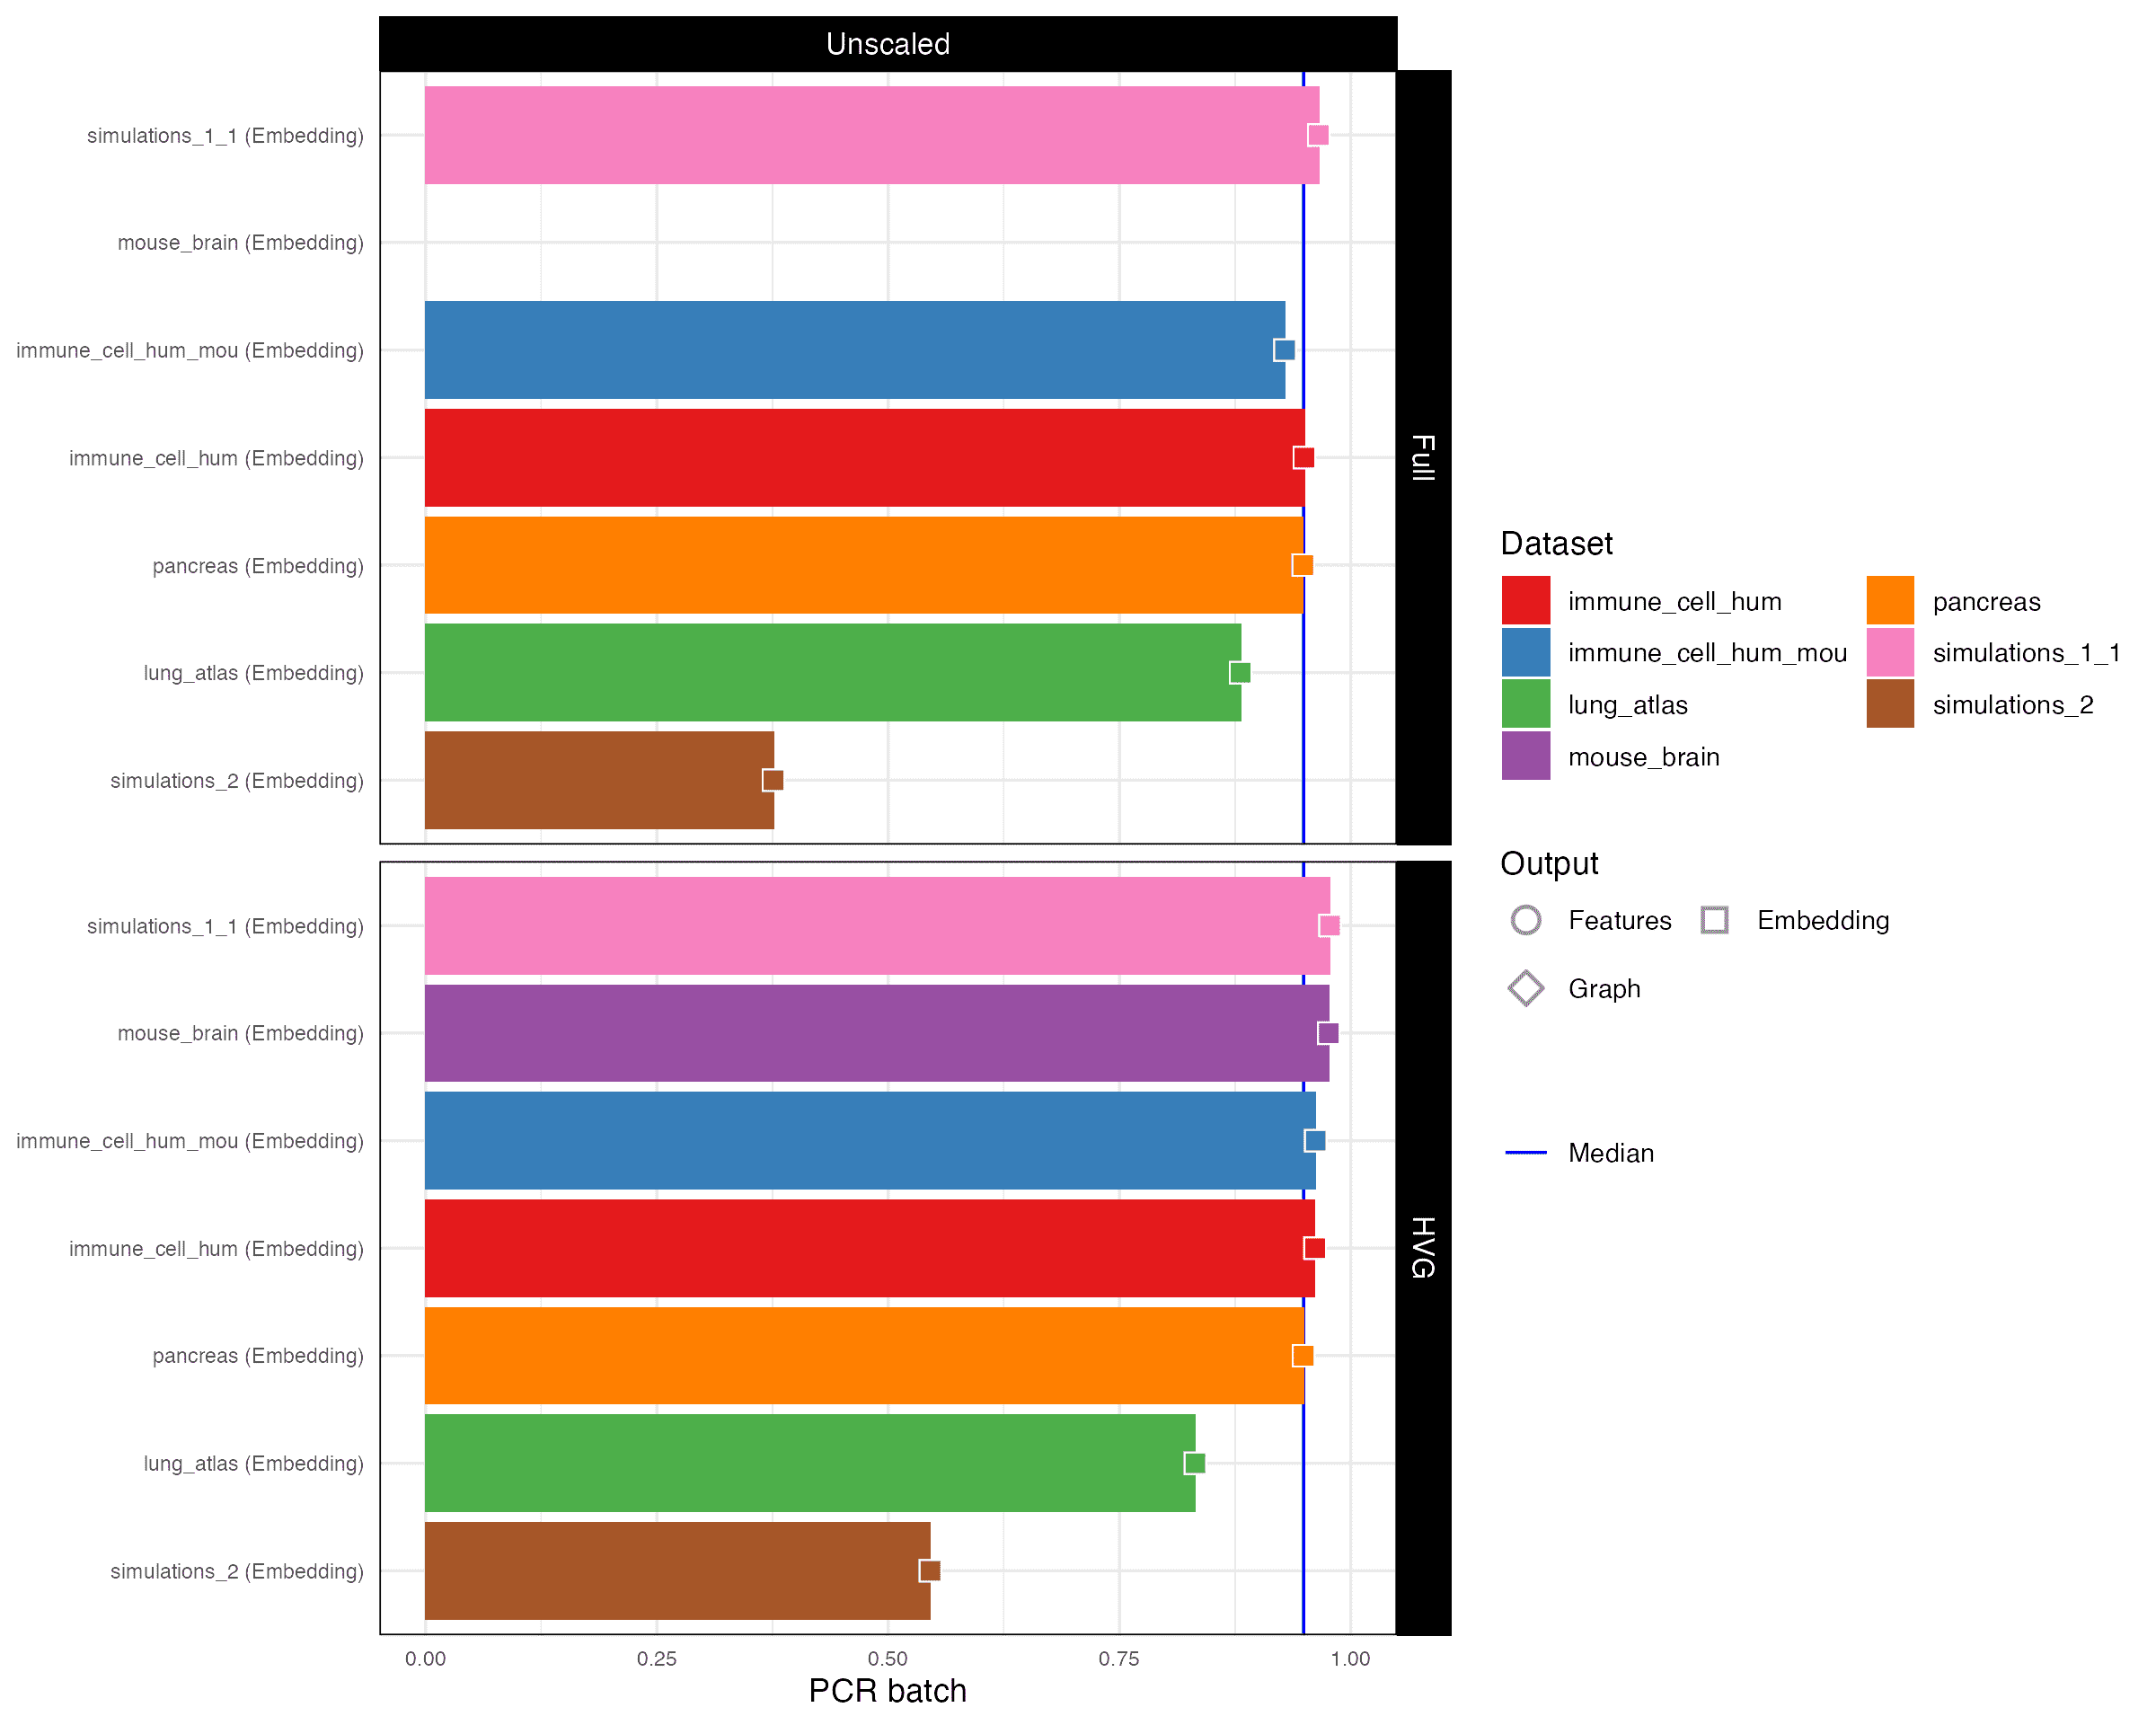 Unscaled
simulations_1_1 (Embedding)
mouse_brain (Embedding)
immune_cell_hum_mou (Embedding)
immune_cell_hum (Embedding)
pancreas (Embedding)
lung_atlas (Embedding)
simulations_2 (Embedding)
Full
simulations_1_1 (Embedding)
mouse_brain (Embedding)
immune_cell_hum_mou (Embedding)
immune_cell_hum (Embedding)
pancreas (Embedding)
lung_atlas (Embedding)
simulations_2 (Embedding)
HVG
0.00 0.25 0.50 0.75 1.00
PCR batch
Dataset
immune_cell_hum pancreas
immune_cell_hum_mou simulations_1_1
lung_atlas simulations_2
mouse_brain
Output
Features Embedding
Graph
Median